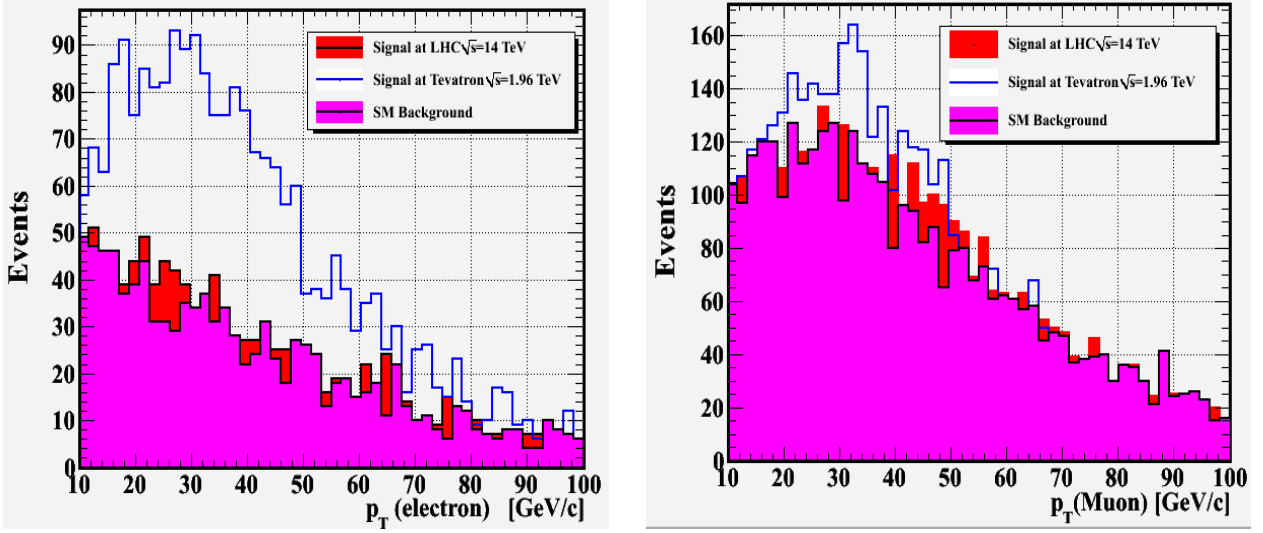 90
80
70
60
50
40
30
20
10
0
Events
Signal at LHC√s=14 TeV
Signal at Tevatron√s=1.96 TeV
SM Background
10 20 30 40 50 60 70 80 90 100
pT (electron) [GeV/c]
160
140
120
100
80
60
40
20
0
Events
Signal at LHC√s=14 TeV
Signal at Tevatron√s=1.96 TeV
SM Background
10 20 30 40 50 60 70 80 90 100
pT(Muon) [GeV/c]